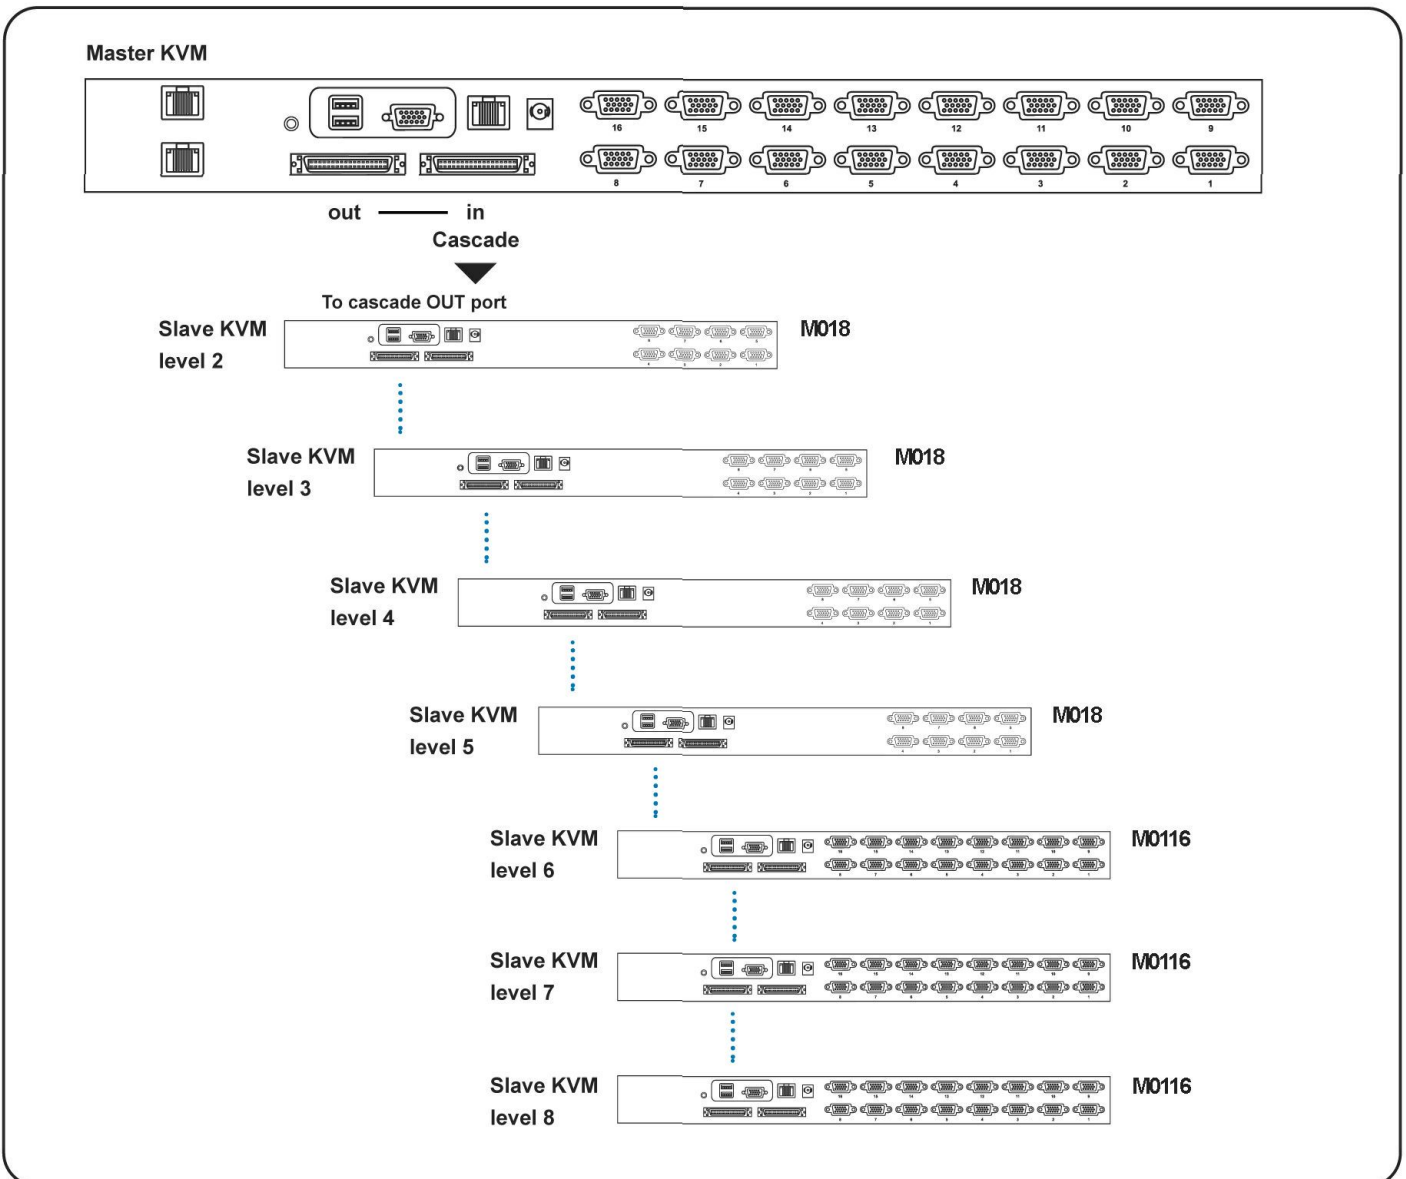 Master KVM
16 15 14 13 12 11 10 9
8 7 6 5 4 3 2 1
out in
Cascade
To cascade OUT port
Slave KVM M018
level 2
Slave KVM M018
level 3
Slave KVM M018
level 4
Slave KVM M018
level 5
Slave KVM M0116
level 6
Slave KVM M0116
level 7
Slave KVM M0116
level 8